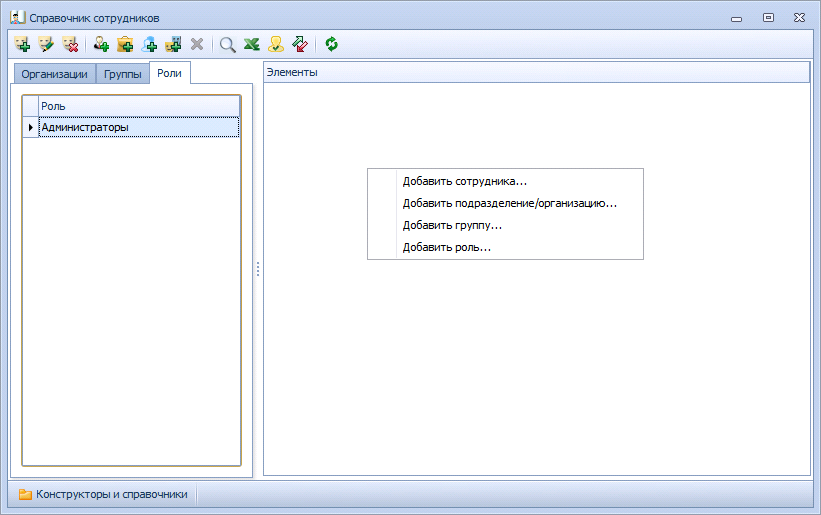 Справочник сотрудников
Организации
Группы
Роли
Роль
Администраторы
Элементы
Добавить сотрудника...
Добавить подразделение/организацию...
Добавить группу...
Добавить роль...
Конструкторы и справочники